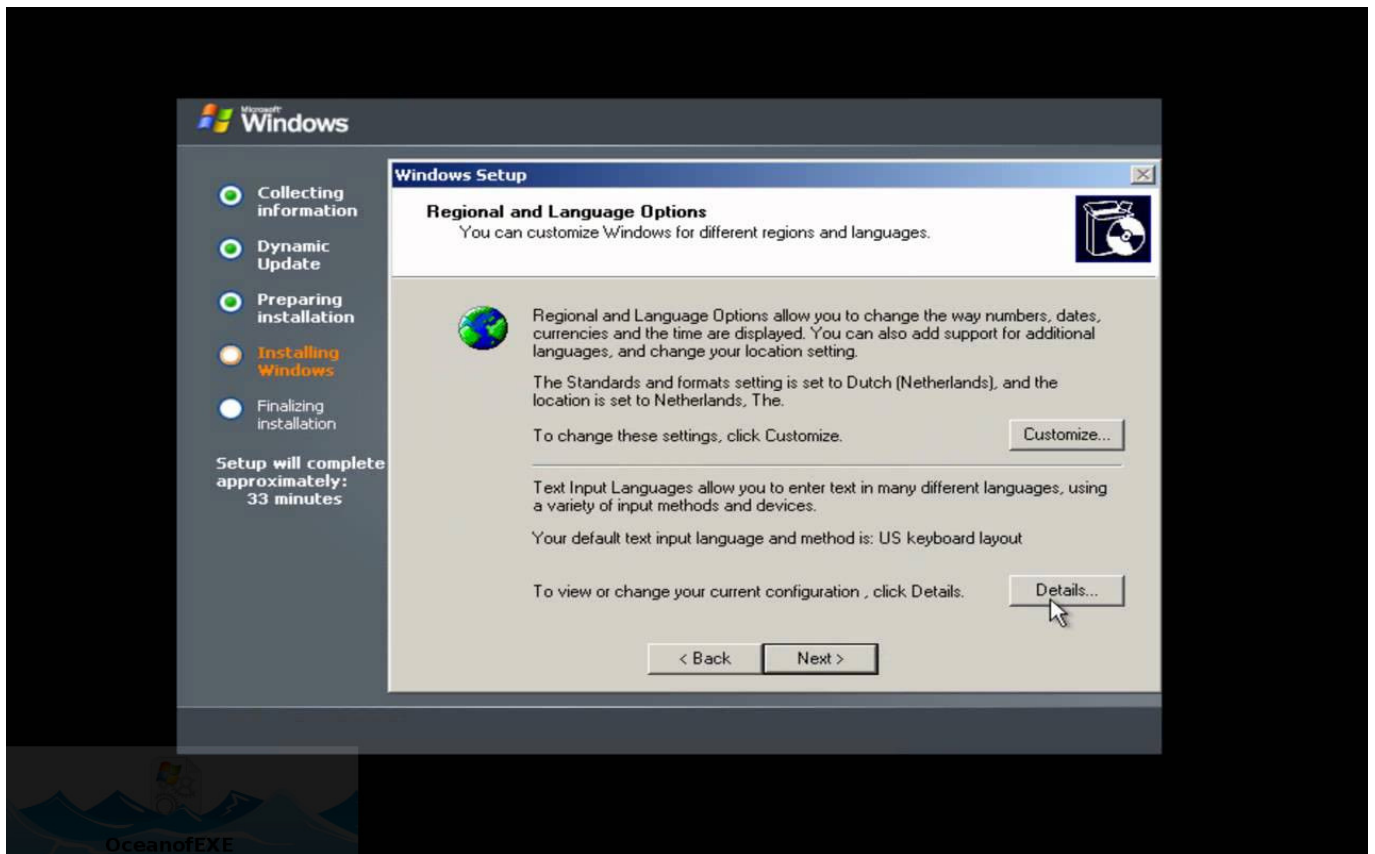 Microsoft
Windows
Collecting
information
Dynamic
Update
Preparing
installation
Installing
Windows
Finalizing
installation
Setup will complete
approximately:
33 minutes
Windows Setup
Regional and Language Options
You can customize Windows for different regions and languages.
Regional and Language Options allow you to change the way numbers, dates,
currencies and the time are displayed. You can also add support for additional
languages, and change your location setting.
The Standards and formats setting is set to Dutch (Netherlands), and the
location is set to Netherlands, The.
To change these settings, click Customize.
Customize...
Text Input Languages allow you to enter text in many different languages, using
a variety of input methods and devices.
Your default text input language and method is: US keyboard layout
To view or change your current configuration , click Details.
Details...
< Back
Next >
OceanofEXE